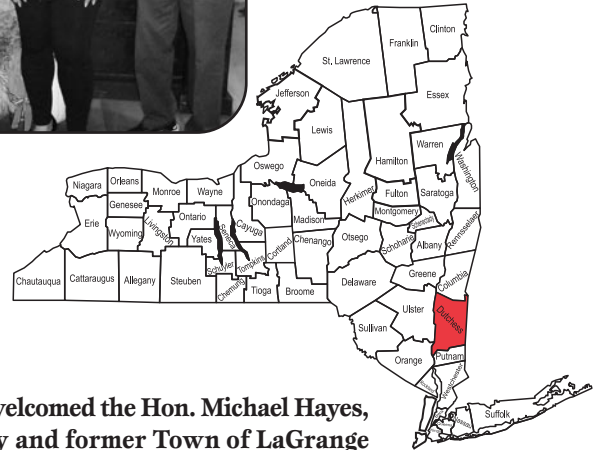 Clinton
Franklin
St. Lawrence
Jefferson
Essex
Lewis
Hamilton
Warren
Washington
Oswego
Oneida
Herkimer
Fulton
Saratoga
Niagara
Orleans
Monroe
Wayne
Onondaga
Madison
Montgomery
Genesee
Erie
Wyoming
Livingston
Ontario
Yates
Seneca
Cayuga
Cortland
Chenango
Otsego
Schoharie
Albany
Rensselaer
Schuyler
Tompkins
Chautauqua
Cattaraugus
Allegany
Steuben
Chemung
Tioga
Broome
Delaware
Greene
Columbia
Ulster
Dutchess
Sullivan
Orange
Putnam
Westchester
Suffolk
welcomed the Hon. Michael Hayes,
y and former Town of LaGrange